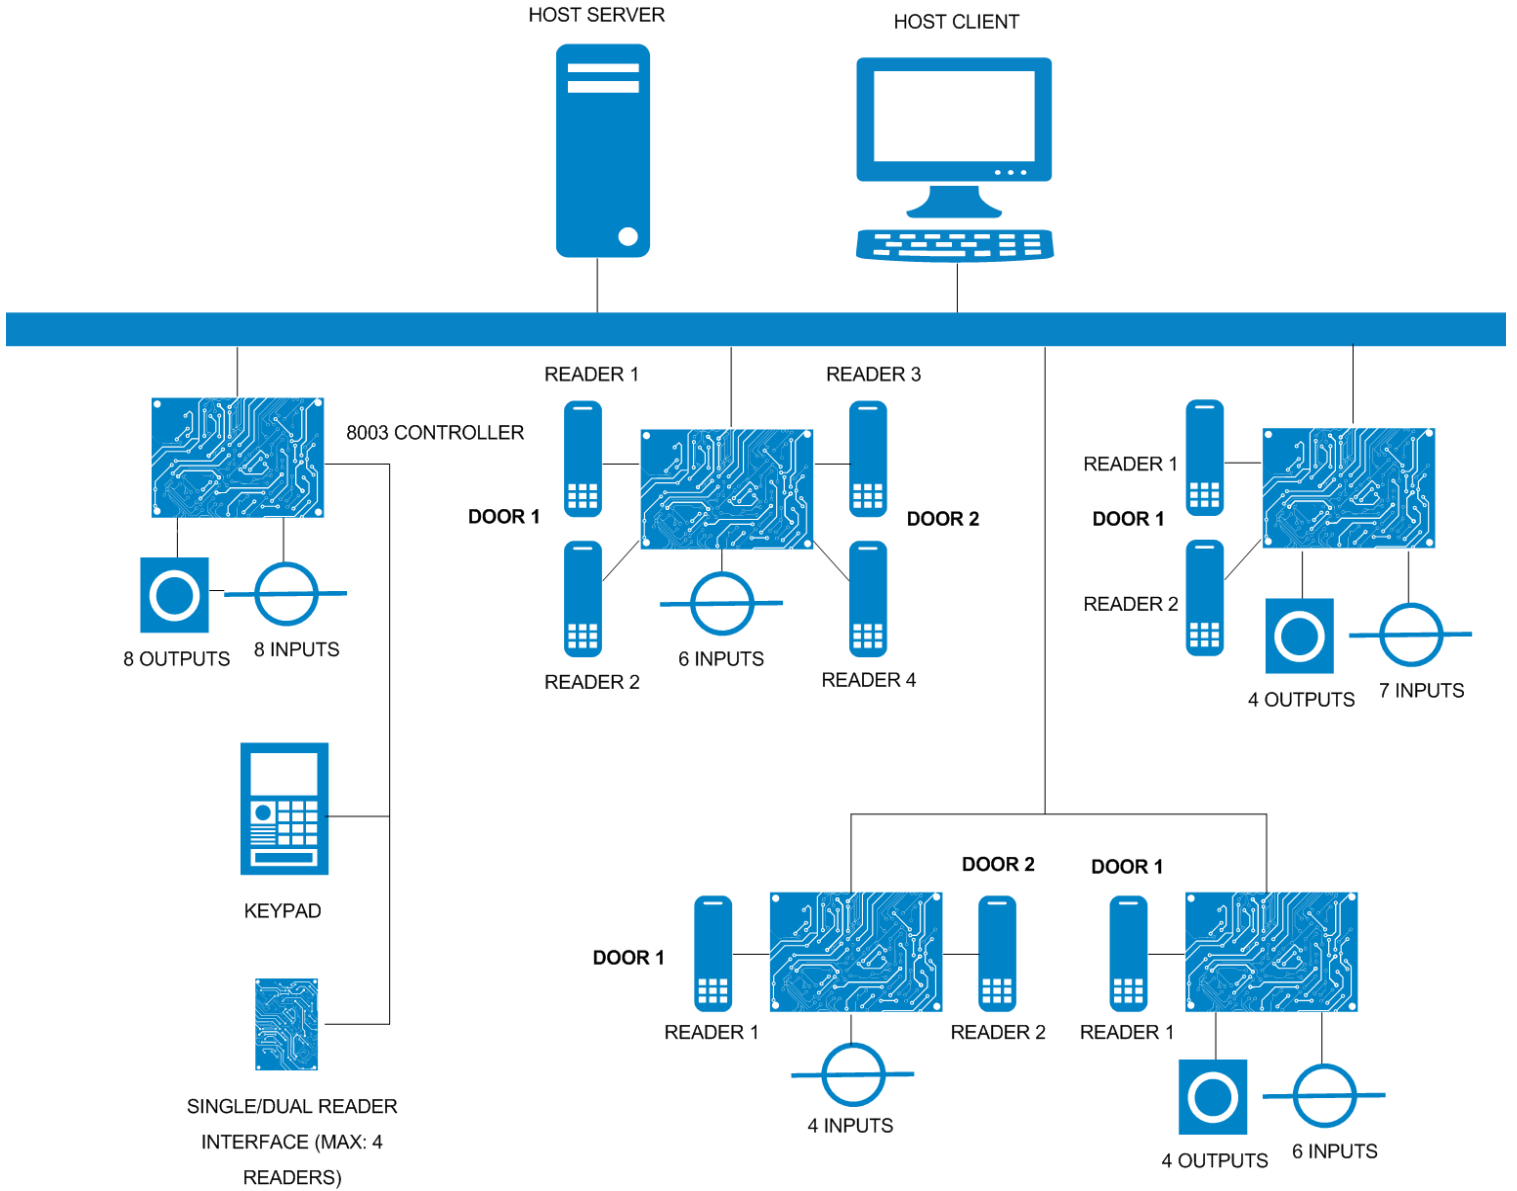 HOST SERVER
HOST CLIENT
READER 1
READER 3
8003 CONTROLLER
READER 1
DOOR 1
DOOR 2
DOOR 1
READER 2
8 OUTPUTS
8 INPUTS
6 INPUTS
READER 2
READER 4
4 OUTPUTS
7 INPUTS
DOOR 2
DOOR 1
KEYPAD
DOOR 1
READER 1
READER 2
READER 1
SINGLE/DUAL READER
INTERFACE (MAX: 4
READERS)
4 INPUTS
4 OUTPUTS
6 INPUTS